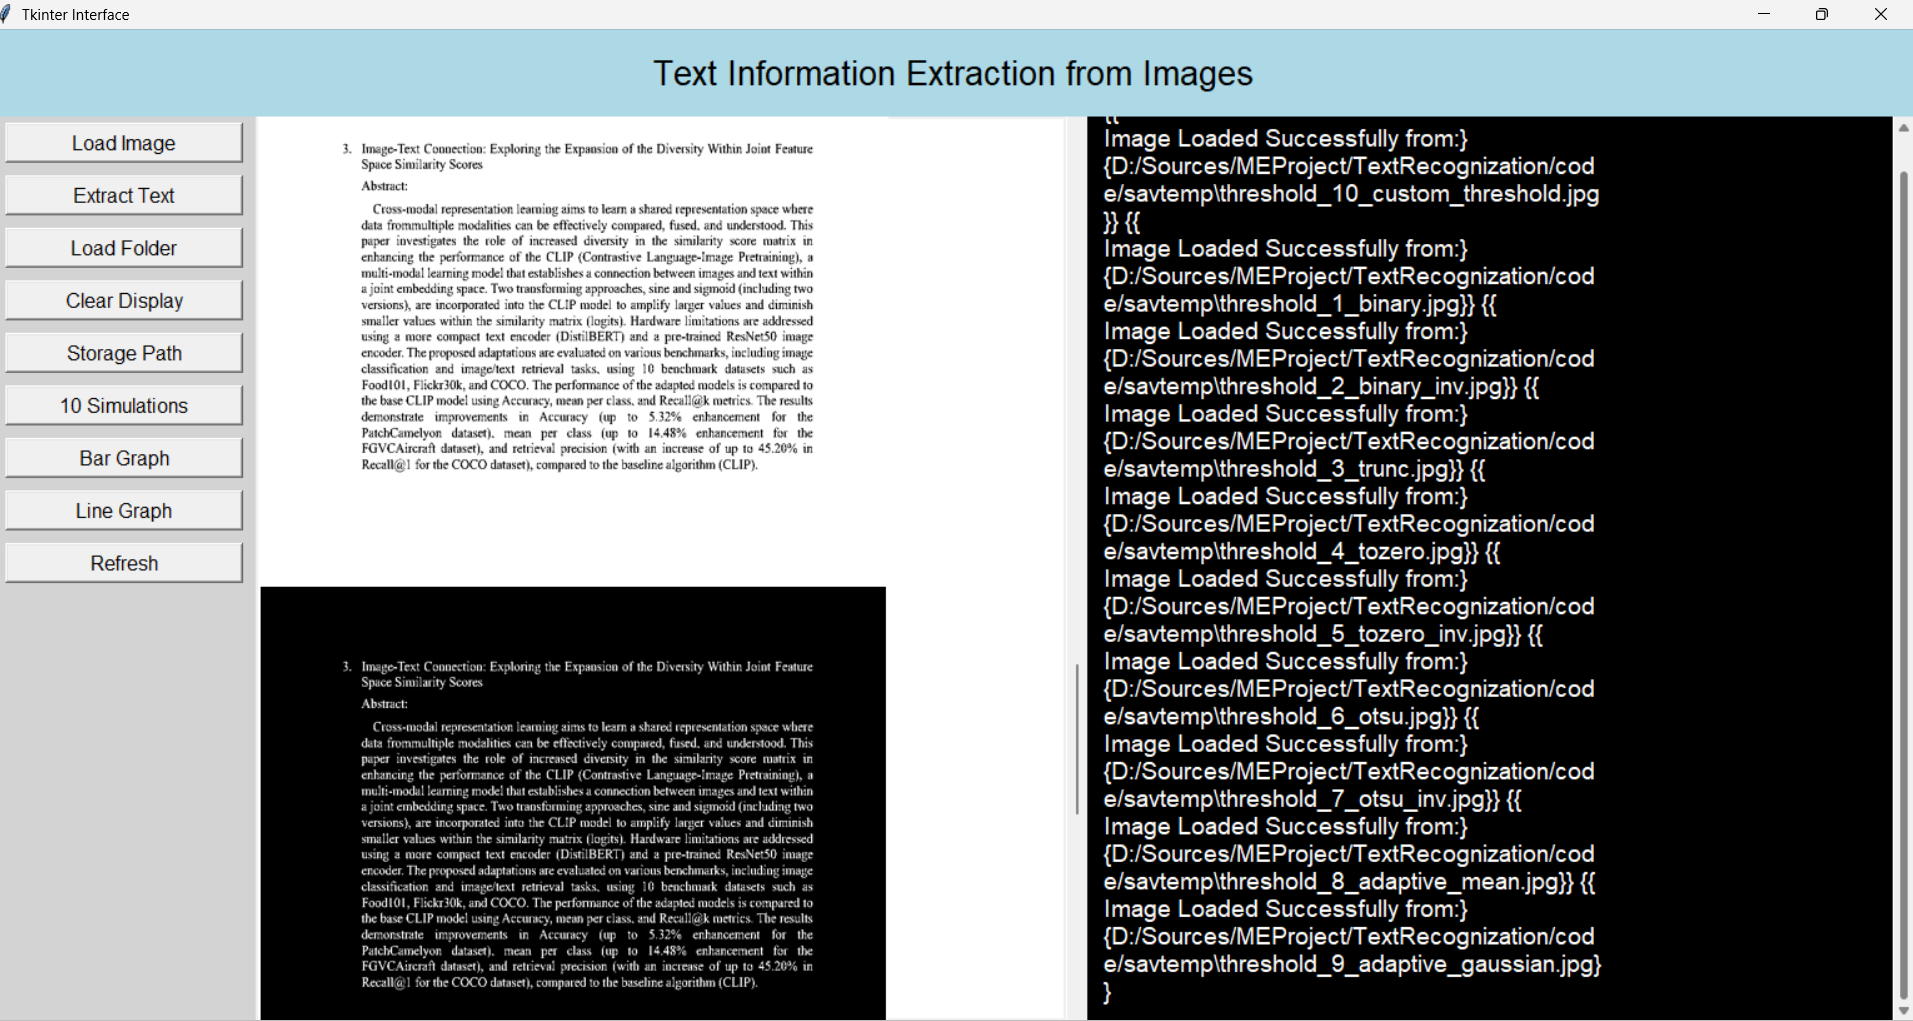 Tkinter Interface
Text Information Extraction from Images
Load Image
Extract Text
Load Folder
Clear Display
Storage Path
10 Simulations
Bar Graph
Line Graph
Refresh
3. Image-Text Connection: Exploring the Expansion of the Diversity Within Joint Feature
Space Similarity Scores
Abstract:
Cross-modal representation learning aims to learn a shared representation space where
data frommultiple modalities can be effectively compared, fused, and understood. This
paper investigates the role of increased diversity in the similarity score matrix in
enhancing the performance of the CLIP (Contrastive Language-Image Pretraining), a
multi-modal learning model that establishes a connection between images and text within
a joint embedding space. Two transforming approaches, sine and sigmoid (including two
versions), are incorporated into the CLIP model to amplify larger values and diminish
smaller values within the similarity matrix (logits). Hardware limitations are addressed
using a more compact text encoder (DistilBERT) and a pre-trained ResNet50 image
encoder. The proposed adaptations are evaluated on various benchmarks, including image
classification and image/text retrieval tasks, using 10 benchmark datasets such as
Food101, Flickr30k, and COCO. The performance of the adapted models is compared to
the base CLIP model using Accuracy, mean per class, and Recall@k metrics. The results
demonstrate improvements in Accuracy (up to 5.32% enhancement for the
PatchCamelyon dataset), mean per class (up to 14.48% enhancement for the
FGVCAircraft dataset), and retrieval precision (with an increase of up to 45.20% in
Recall@1 for the COCO dataset), compared to the baseline algorithm (CLIP).
3. Image-Text Connection: Exploring the Expansion of the Diversity Within Joint Feature
Space Similarity Scores
Abstract:
Cross-modal representation learning aims to learn a shared representation space where
data frommultiple modalities can be effectively compared, fused, and understood. This
paper investigates the role of increased diversity in the similarity score matrix in
enhancing the performance of the CLIP (Contrastive Language-Image Pretraining), a
multi-modal learning model that establishes a connection between images and text within
a joint embedding space. Two transforming approaches, sine and sigmoid (including two
versions), are incorporated into the CLIP model to amplify larger values and diminish
smaller values within the similarity matrix (logits). Hardware limitations are addressed
using a more compact text encoder (DistilBERT) and a pre-trained ResNet50 image
encoder. The proposed adaptations are evaluated on various benchmarks, including image
classification and image/text retrieval tasks, using 10 benchmark datasets such as
Food101, Flickr30k, and COCO. The performance of the adapted models is compared to
the base CLIP model using Accuracy, mean per class, and Recall@k metrics. The results
demonstrate improvements in Accuracy (up to 5.32% enhancement for the
PatchCamelyon dataset), mean per class (up to 14.48% enhancement for the
FGVCAircraft dataset), and retrieval precision (with an increase of up to 45.20% in
Recall@1 for the COCO dataset), compared to the baseline algorithm (CLIP).
{{
Image Loaded Successfully from:}
{D:/Sources/MEProject/TextRecognization/cod
e/savtemp\threshold_10_custom_threshold.jpg
}} {{
Image Loaded Successfully from:}
{D:/Sources/MEProject/TextRecognization/cod
e/savtemp\threshold_1_binary.jpg}} {{
Image Loaded Successfully from:}
{D:/Sources/MEProject/TextRecognization/cod
e/savtemp\threshold_2_binary_inv.jpg}} {{
Image Loaded Successfully from:}
{D:/Sources/MEProject/TextRecognization/cod
e/savtemp\threshold_3_trunc.jpg}} {{
Image Loaded Successfully from:}
{D:/Sources/MEProject/TextRecognization/cod
e/savtemp\threshold_4_tozero.jpg}} {{
Image Loaded Successfully from:}
{D:/Sources/MEProject/TextRecognization/cod
e/savtemp\threshold_5_tozero_inv.jpg}} {{
Image Loaded Successfully from:}
{D:/Sources/MEProject/TextRecognization/cod
e/savtemp\threshold_6_otsu.jpg}} {{
Image Loaded Successfully from:}
{D:/Sources/MEProject/TextRecognization/cod
e/savtemp\threshold_7_otsu_inv.jpg}} {{
Image Loaded Successfully from:}
{D:/Sources/MEProject/TextRecognization/cod
e/savtemp\threshold_8_adaptive_mean.jpg}} {{
Image Loaded Successfully from:}
{D:/Sources/MEProject/TextRecognization/cod
e/savtemp\threshold_9_adaptive_gaussian.jpg}
}